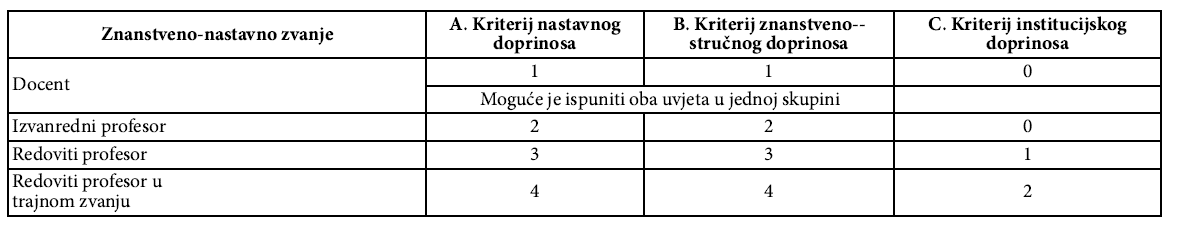 Znanstveno-nastavno zvanje
A. Kriterij nastavnog
doprinosa
B. Kriterij znanstveno--
stručnog doprinosa
C. Kriterij institucijskog
doprinosa
Docent
1
1
0
Moguće je ispuniti oba uvjeta u jednoj skupini
Izvanredni profesor
2
2
0
Redoviti profesor
3
3
1
Redoviti profesor u
trajnom zvanju
4
4
2